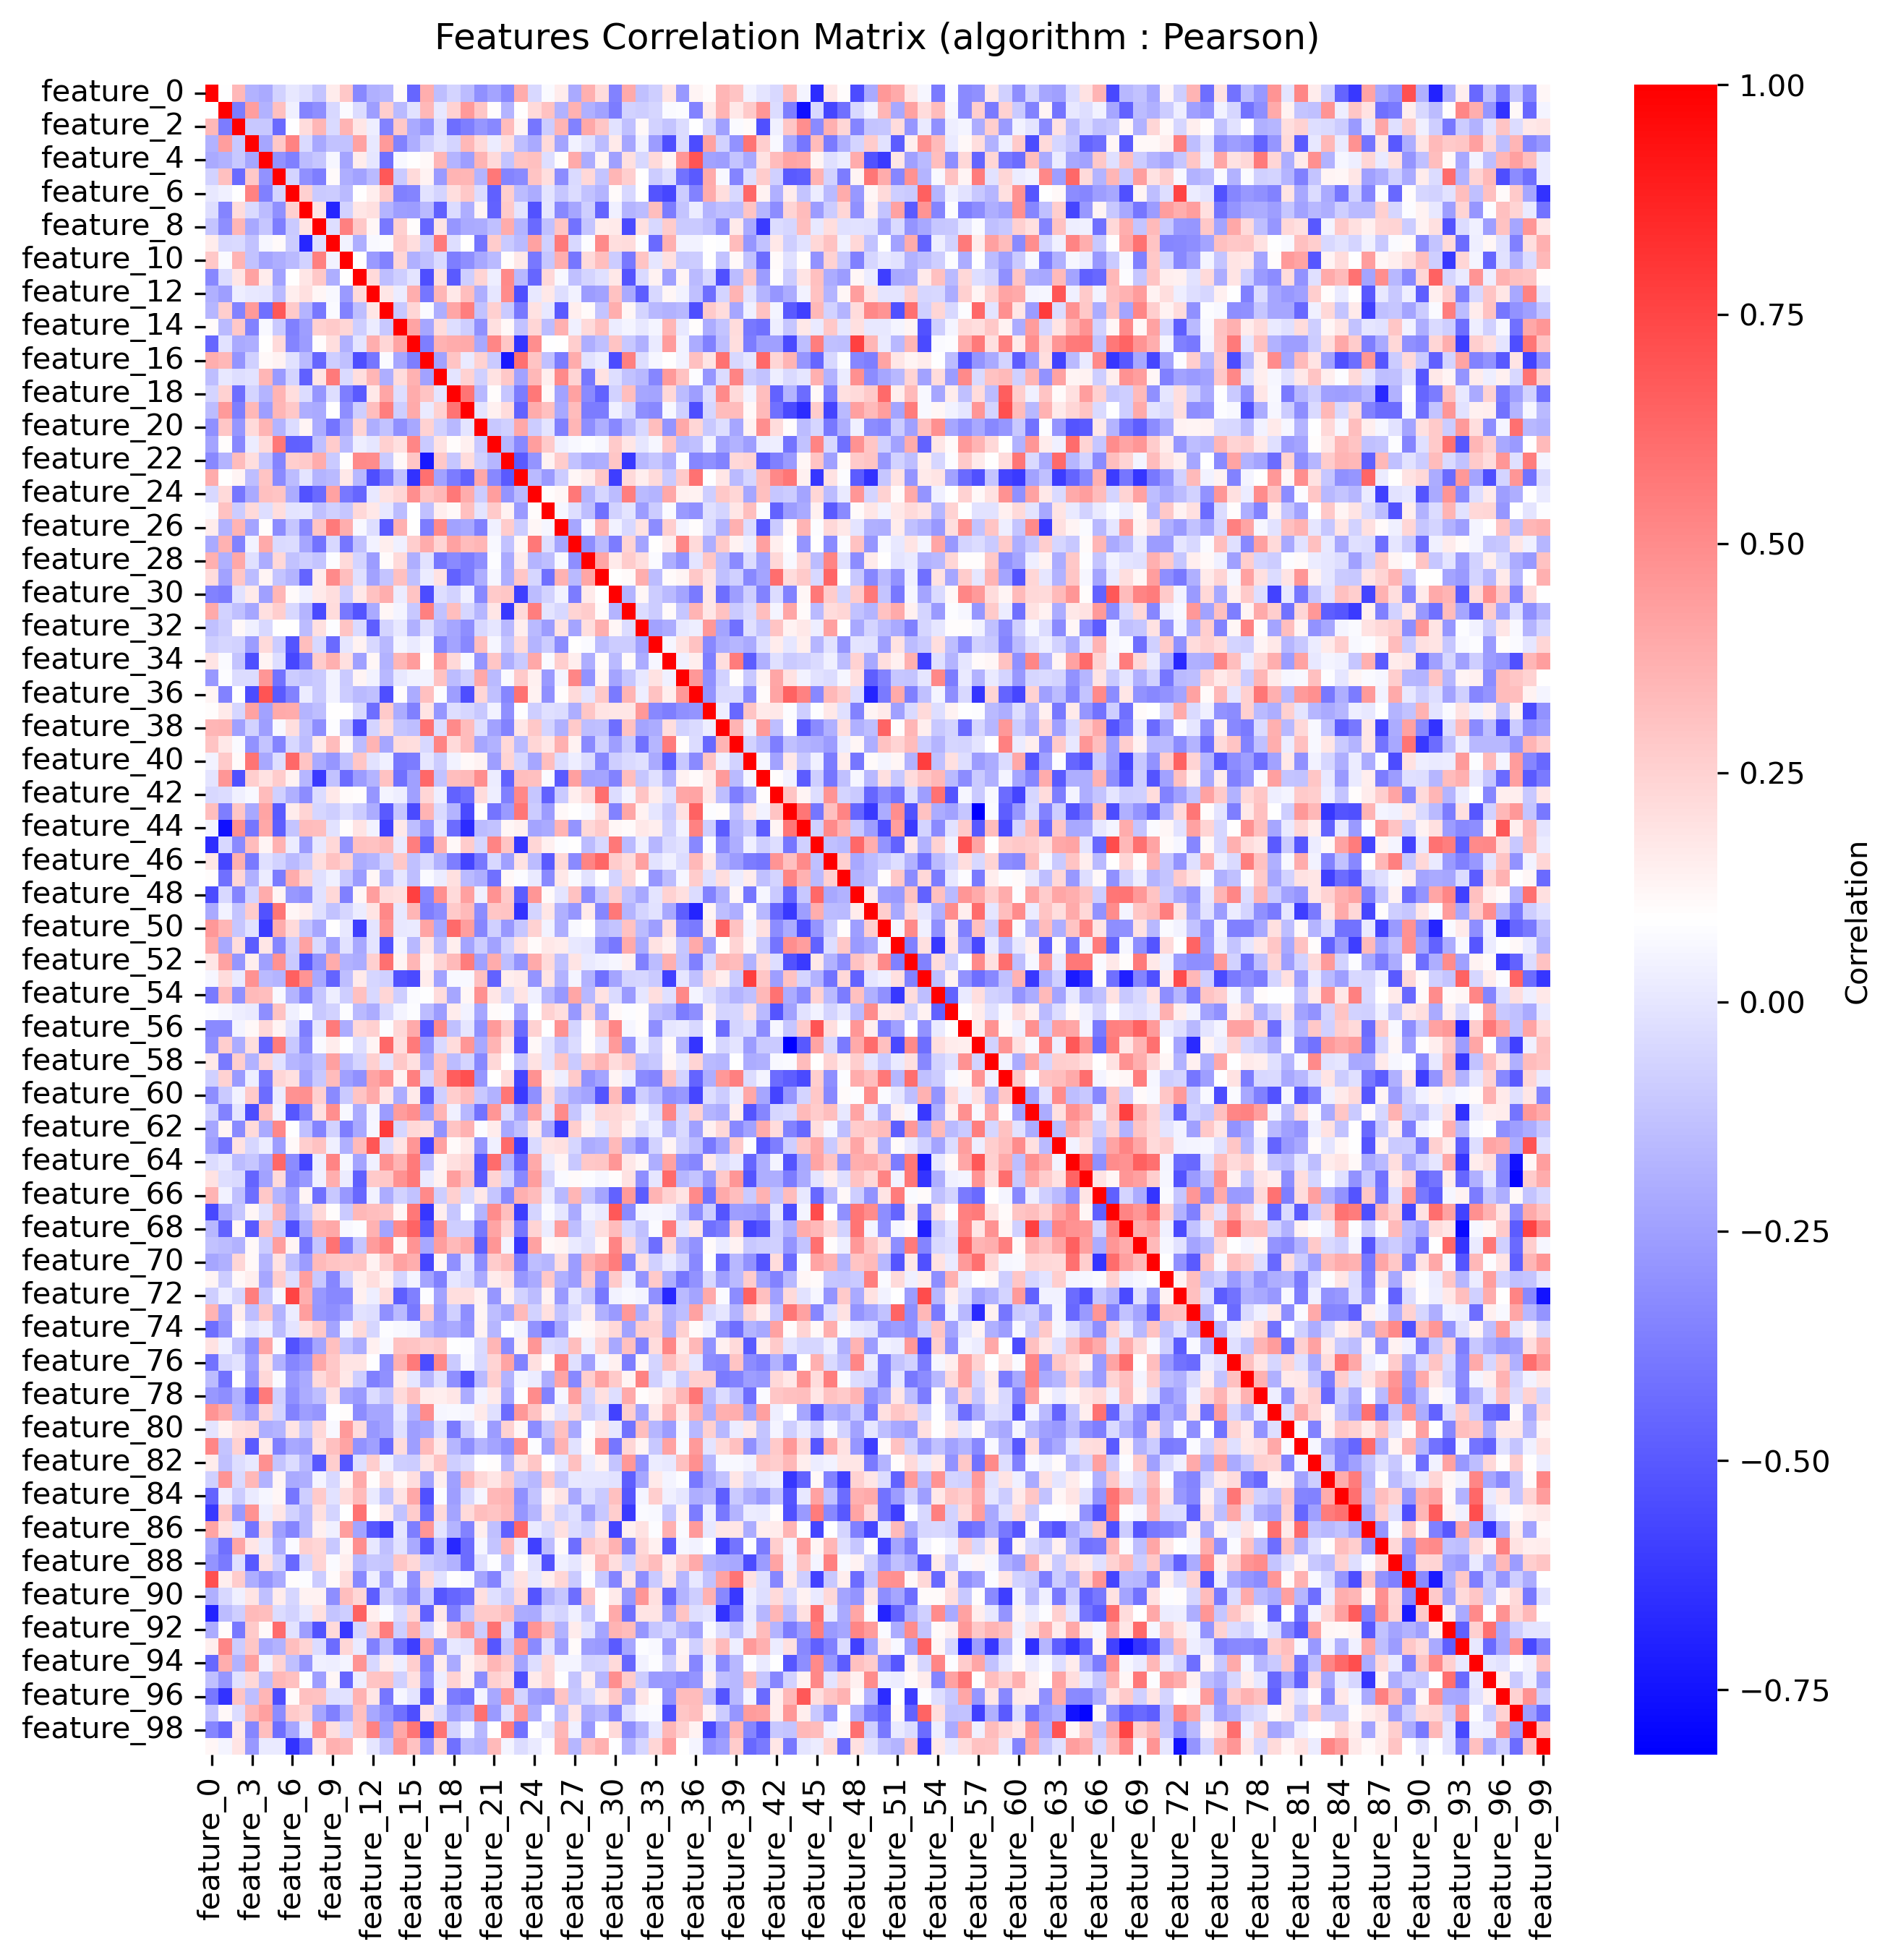 Features Correlation Matrix (algorithm : Pearson)
feature_0
feature_2
feature_4
feature_6
feature_8
feature_10
feature_12
feature_14
feature_16
feature_18
feature_20
feature_22
feature_24
feature_26
feature_28
feature_30
feature_32
feature_34
feature_36
feature_38
feature_40
feature_42
feature_44
feature_46
feature_48
feature_50
feature_52
feature_54
feature_56
feature_58
feature_60
feature_62
feature_64
feature_66
feature_68
feature_70
feature_72
feature_74
feature_76
feature_78
feature_80
feature_82
feature_84
feature_86
feature_88
feature_90
feature_92
feature_94
feature_96
feature_98
feature_0
feature_3
feature_6
feature_9
feature_12
feature_15
feature_18
feature_21
feature_24
feature_27
feature_30
feature_33
feature_36
feature_39
feature_42
feature_45
feature_48
feature_51
feature_54
feature_57
feature_60
feature_63
feature_66
feature_69
feature_72
feature_75
feature_78
feature_81
feature_84
feature_87
feature_90
feature_93
feature_96
feature_99
1.00
0.75
0.50
0.25
0.00
−0.25
−0.50
−0.75
Correlation